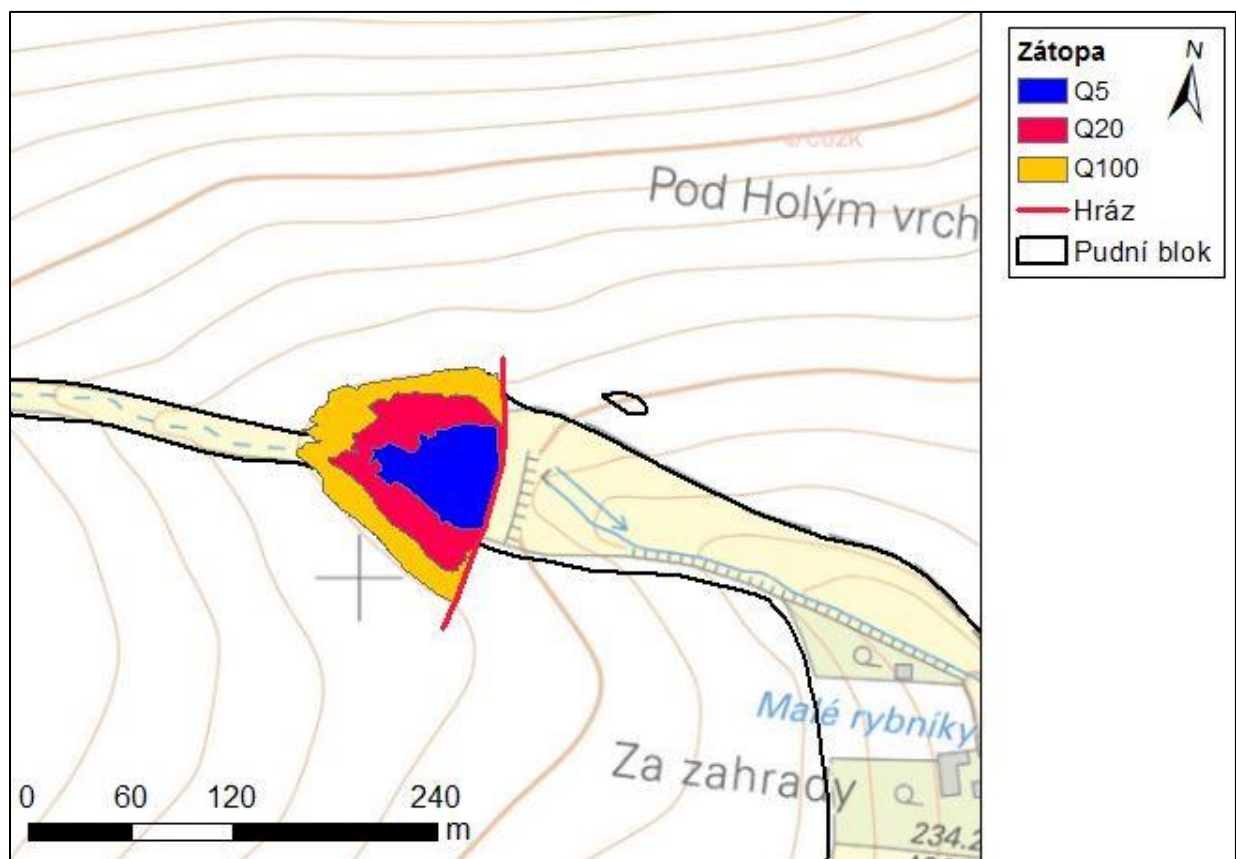 Zátopa
N
Q5
Q20
Q100
Hráz
Pudní blok
© ČÚZK
Pod Holým vrch
Malé rybníky
Za zahrady
234.2
0 60 120 240
m